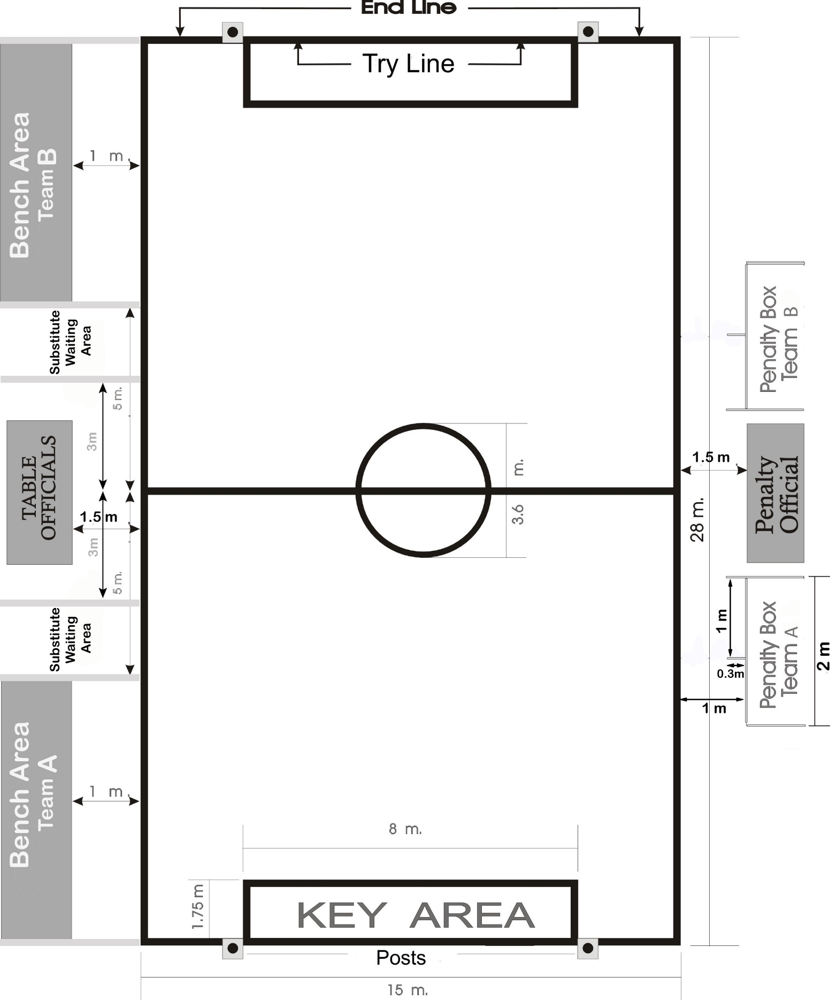 End Line
Try Line
Bench Area
Team B
1 m.
Substitute
Waiting
Area
5 m.
3m
TABLE
OFFICIALS
1.5 m
3m
5 m.
Substitute
Waiting
Area
Bench Area
Team A
1 m.
3.6 m.
Penalty Box
Team B
1.5 m
Penalty
Official
28 m.
1 m
0.3m
Penalty Box
Team A
2 m
1 m
8 m.
1.75 m
KEY AREA
Posts
15 m.